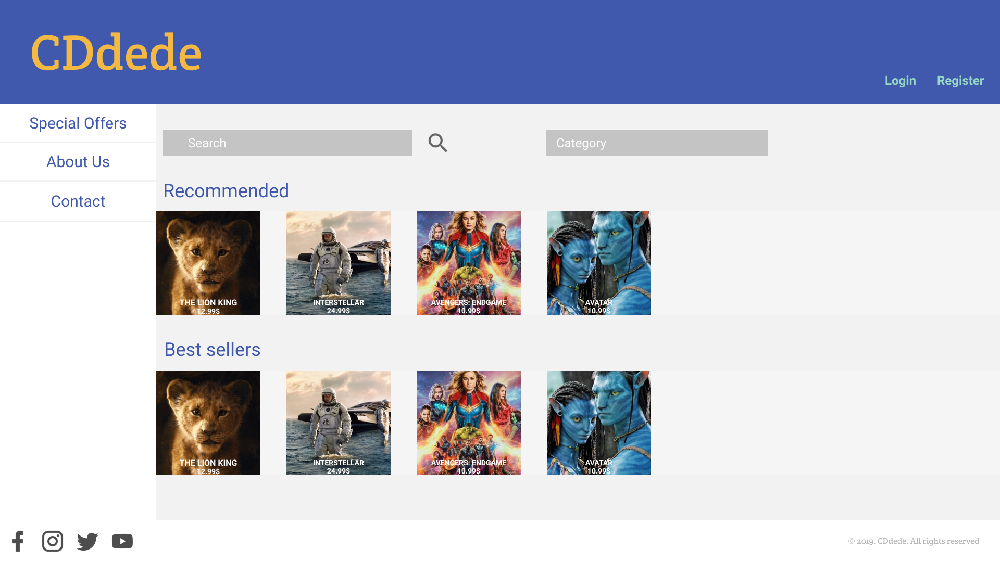 CDdede
Login
Register
Special Offers
About Us
Contact
Search
Category
Recommended
THE LION KING
12.99$
INTERSTELLAR
24.99$
AVENGERS: ENDGAME
10.99$
AVATAR
10.99$
Best sellers
THE LION KING
12.99$
INTERSTELLAR
24.99$
AVENGERS: ENDGAME
10.99$
AVATAR
10.99$
© 2019. CDdede. All rights reserved